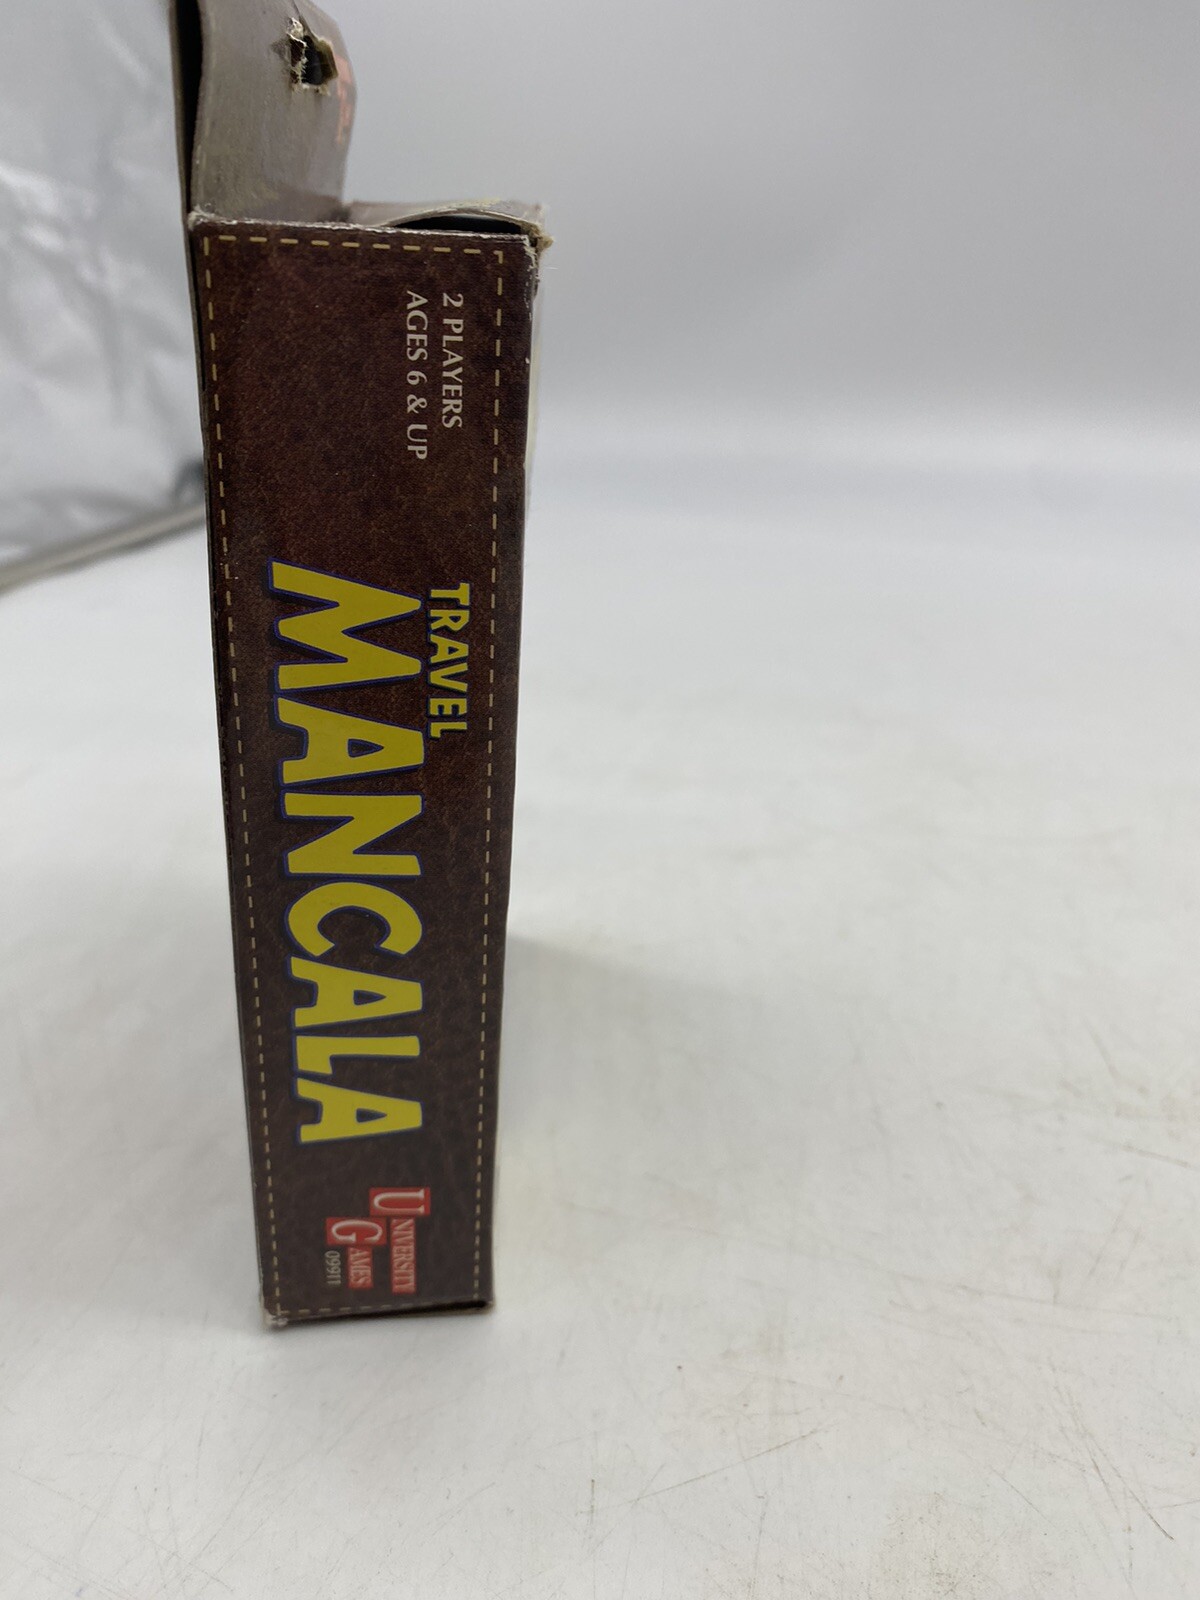 2 PLAYERS
AGES 6 & UP
TRAVEL
MANCALA
UNIVERSITY
GAMES
09911